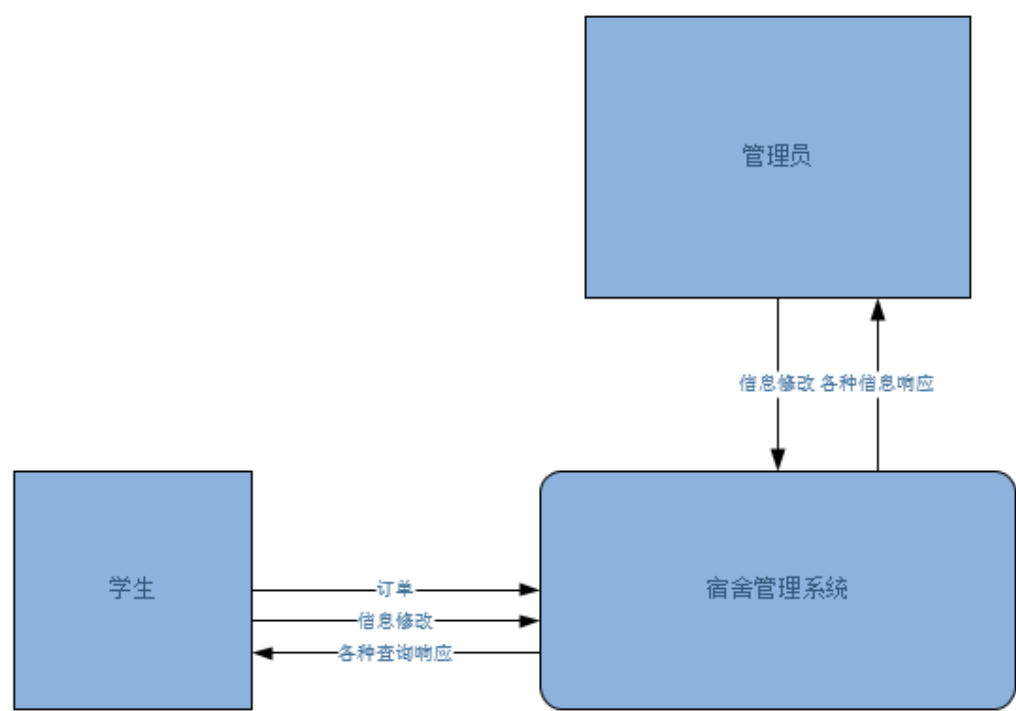 管理员
信息修改 各种信息响应
学生
订单
信息修改
各种查询响应
宿舍管理系统